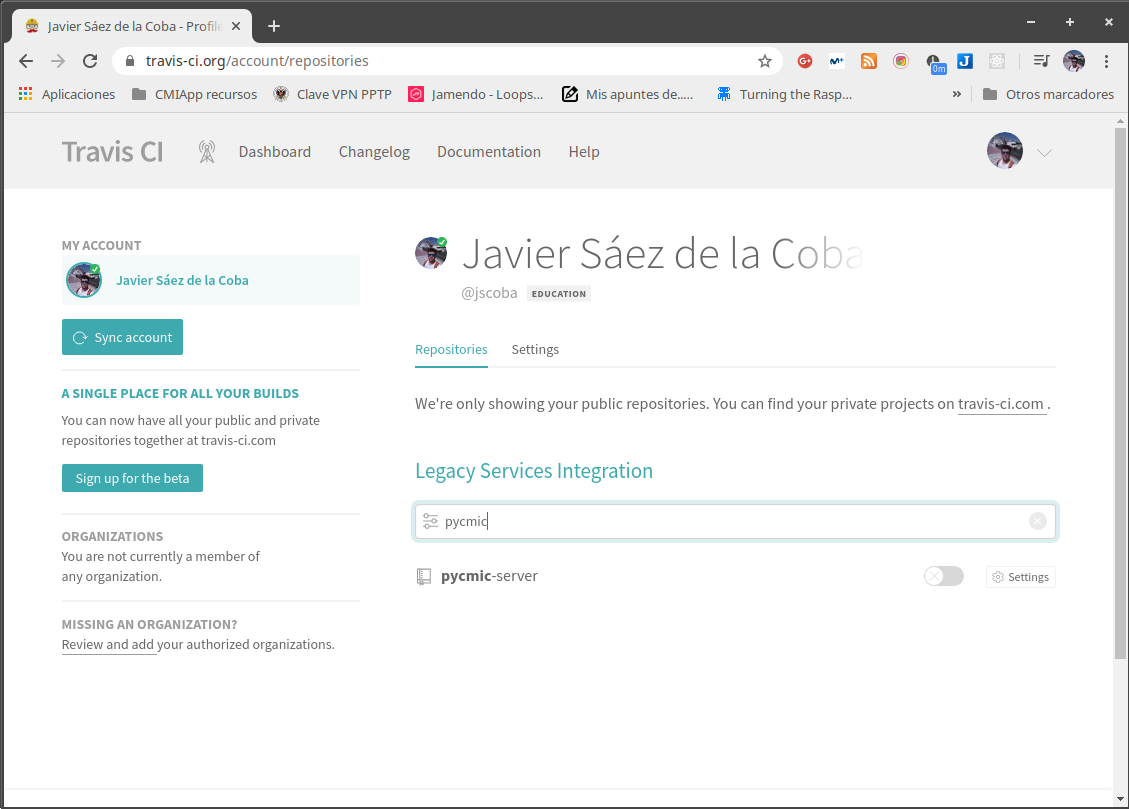 Javier Sáez de la Coba - Profile
travis-ci.org/account/repositories
0m
Aplicaciones CMIApp recursos Clave VPN PPTP Jamendo - Loops... Mis apuntes de..... Turning the Rasp... » Otros marcadores
Travis CI Dashboard Changelog Documentation Help
MY ACCOUNT
Javier Sáez de la Coba
Sync account
A SINGLE PLACE FOR ALL YOUR BUILDS
You can now have all your public and private
repositories together at travis-ci.com
Sign up for the beta
ORGANIZATIONS
You are not currently a member of
any organization.
MISSING AN ORGANIZATION?
Review and add your authorized organizations.
Javier Sáez de la Coba
@jscoba EDUCATION
Repositories Settings
We're only showing your public repositories. You can find your private projects on travis-ci.com .
Legacy Services Integration
pycmic
pycmic-server Settings